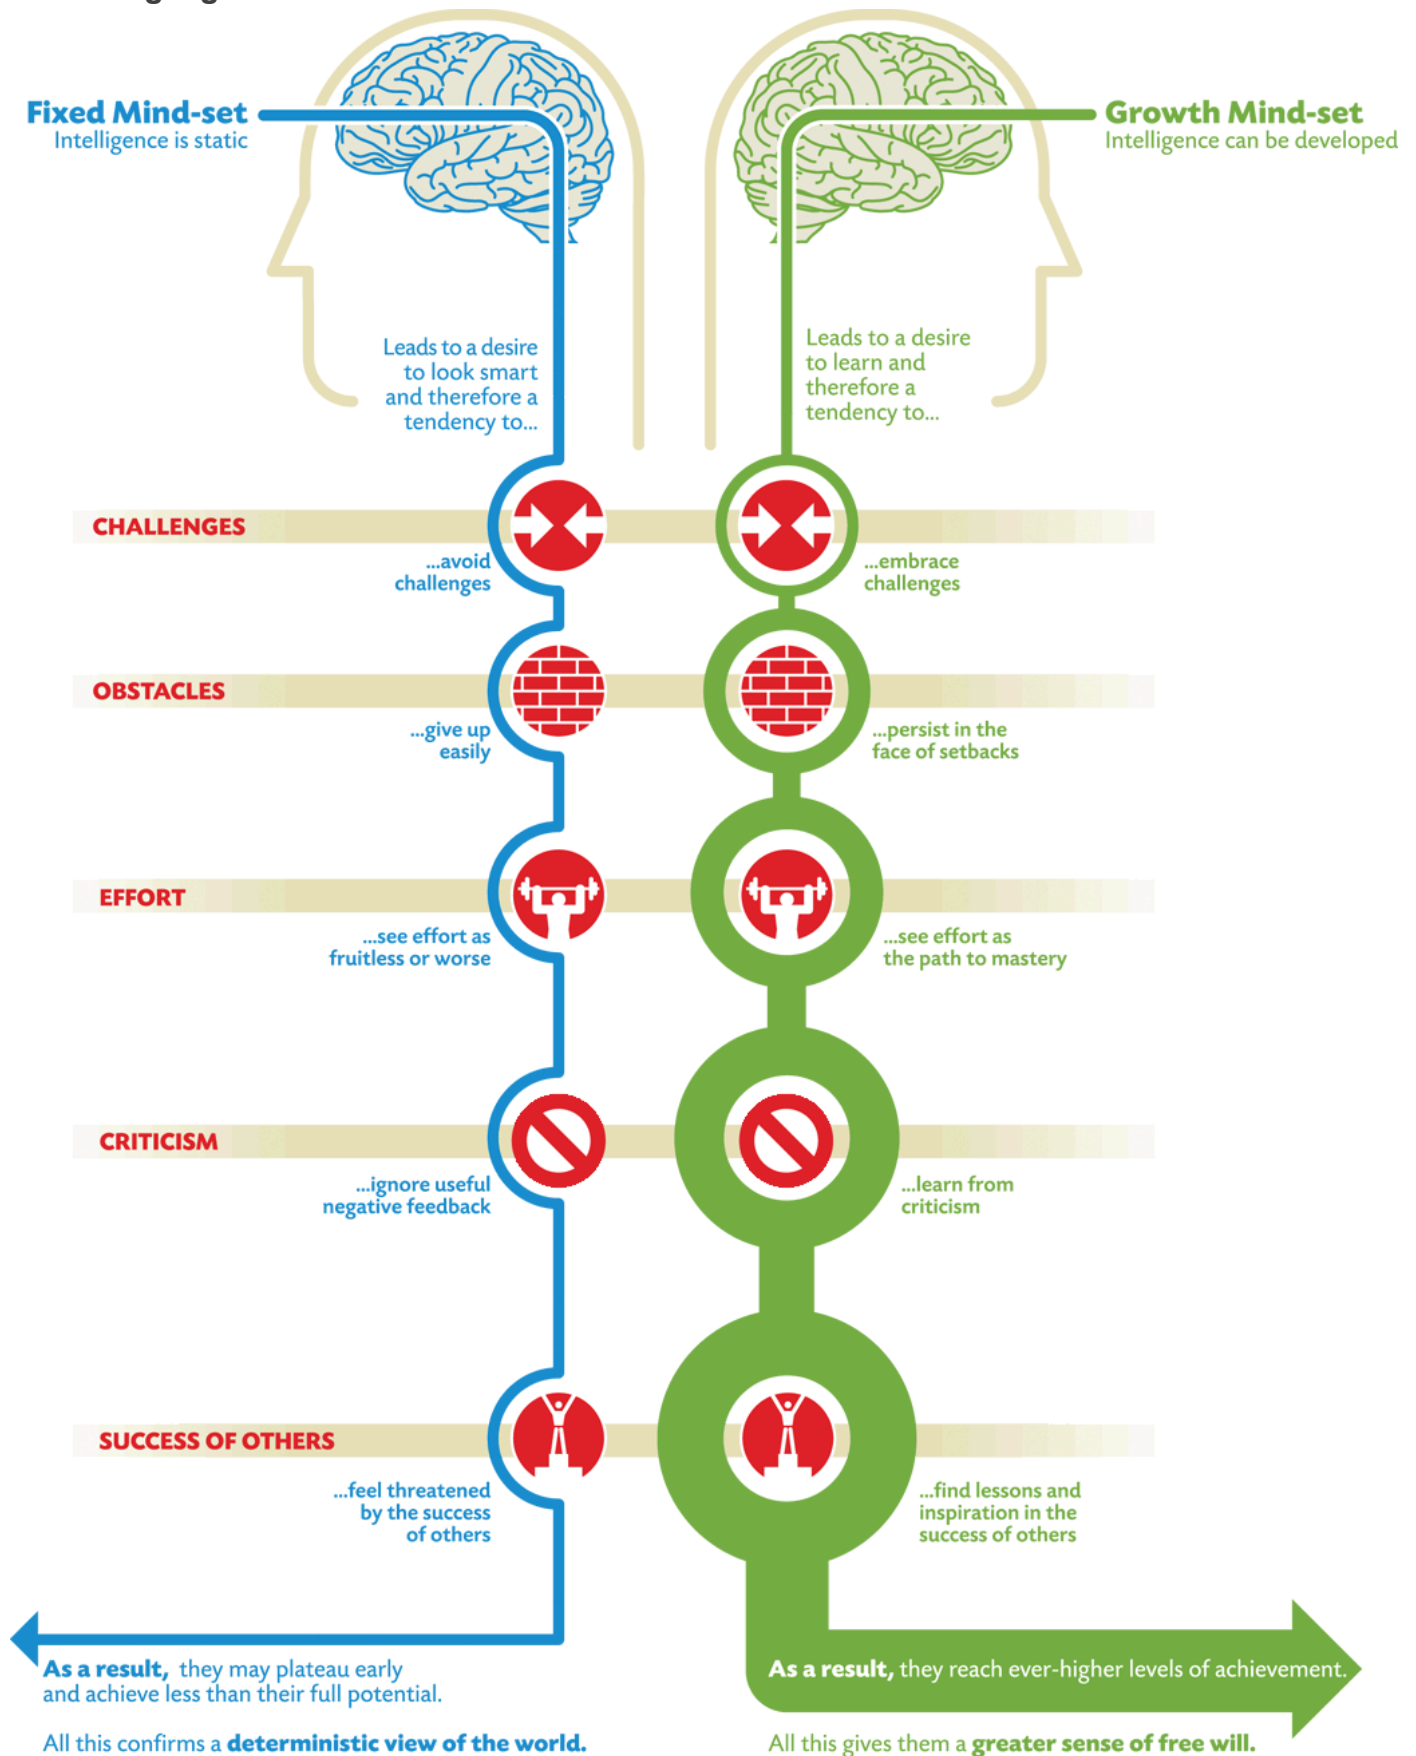 Fixed Mind-set
Intelligence is static
Growth Mind-set
Intelligence can be developed
Leads to a desire
to look smart
and therefore a
tendency to...
Leads to a desire
to learn and
therefore a
tendency to...
CHALLENGES
...avoid
challenges
...embrace
challenges
OBSTACLES
...give up
easily
...persist in the
face of setbacks
EFFORT
...see effort as
fruitless or worse
...see effort as
the path to mastery
CRITICISM
...ignore useful
negative feedback
...learn from
criticism
SUCCESS OF OTHERS
...feel threatened
by the success
of others
...find lessons and
inspiration in the
success of others
As a result, they may plateau early
and achieve less than their full potential.
All this confirms a deterministic view of the world.
As a result, they reach ever-higher levels of achievement.
All this gives them a greater sense of free will.